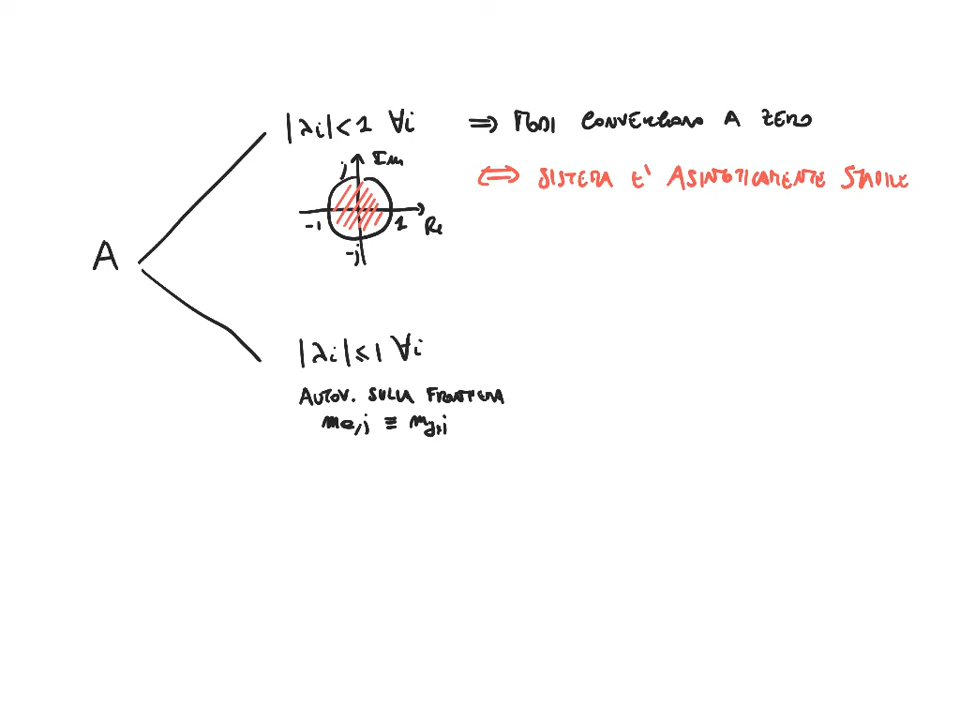 |λi| < 1 ∀i ⇒ MODI CONVERGONO A ZERO
⇔ SISTEMA E' ASINTOTICAMENTE STABILE
j Im
-1 1 Re
-j
A
|λi| ≤ 1 ∀i
AUTOV. SULLA FRONTIERA
ma,i ≡ mg,i